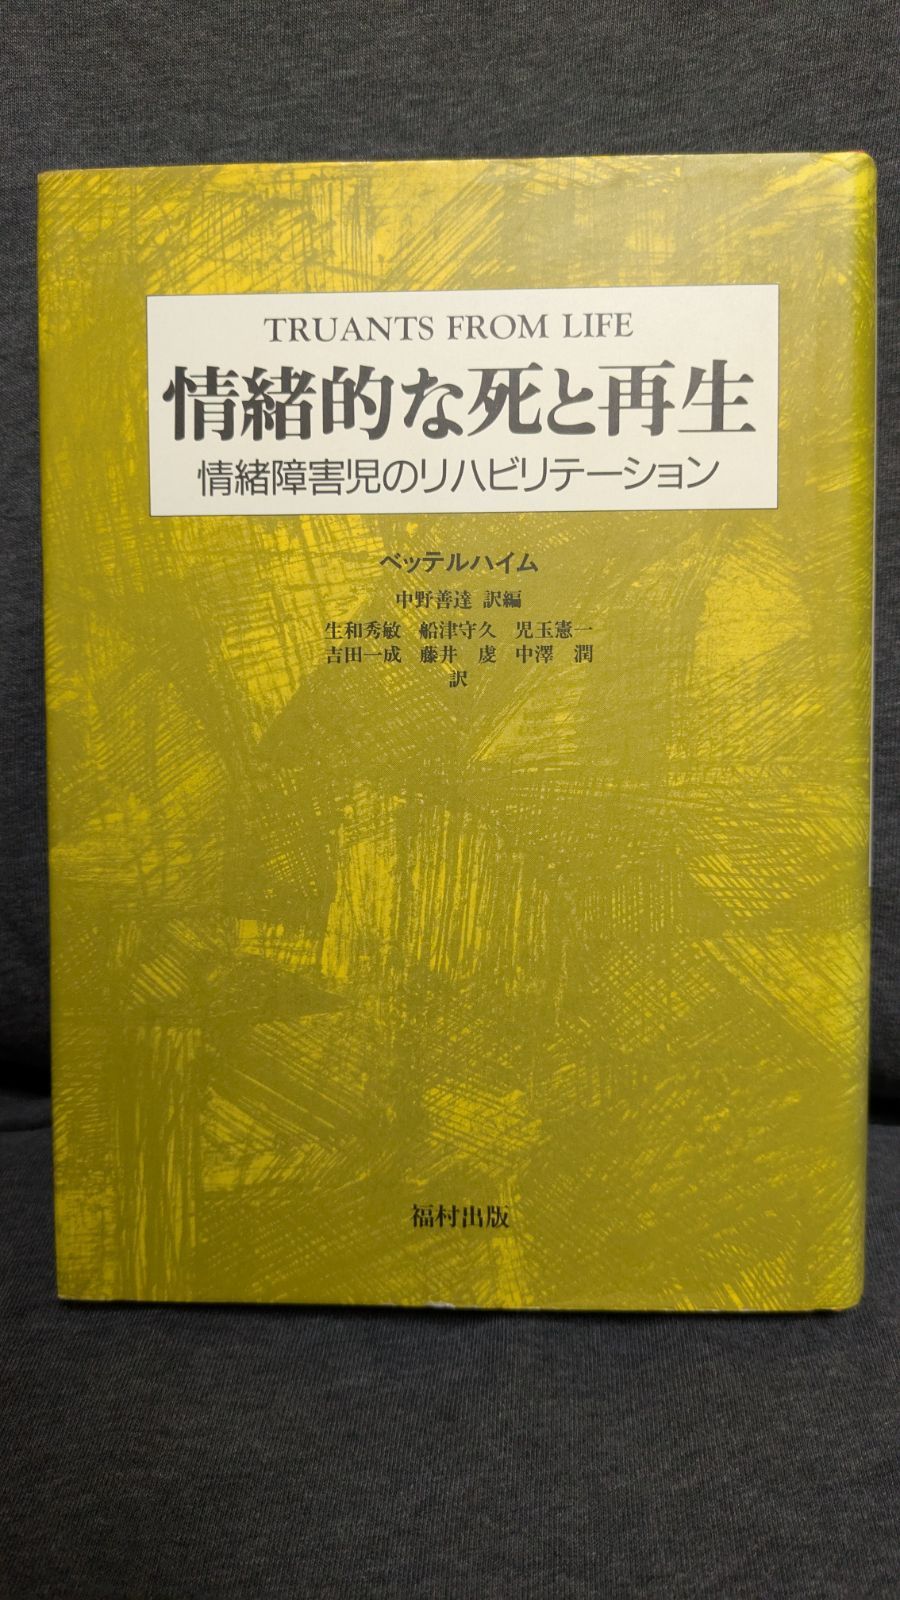 TRUANTS FROM LIFE
情緒的な死と再生
情緒障害児のリハビリテーション
ベッテルハイム
中野善達 訳編
生和秀敏 船津守久 児玉憲一
吉田一成 藤井 虔 中澤 潤
訳
福村出版